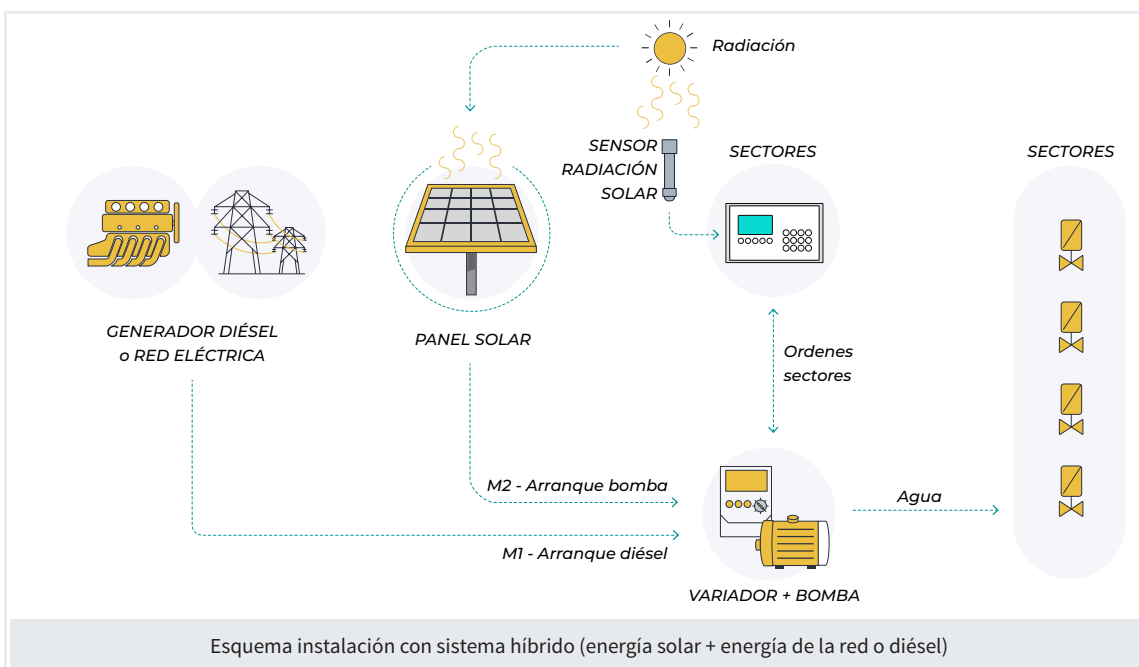 Radiación
SENSOR
RADIACIÓN
SOLAR
SECTORES
SECTORES
GENERADOR DIÉSEL
o RED ELÉCTRICA
PANEL SOLAR
Ordenes
sectores
M2 - Arranque bomba
Agua
M1 - Arranque diésel
VARIADOR + BOMBA
Esquema instalación con sistema híbrido (energía solar + energía de la red o diésel)